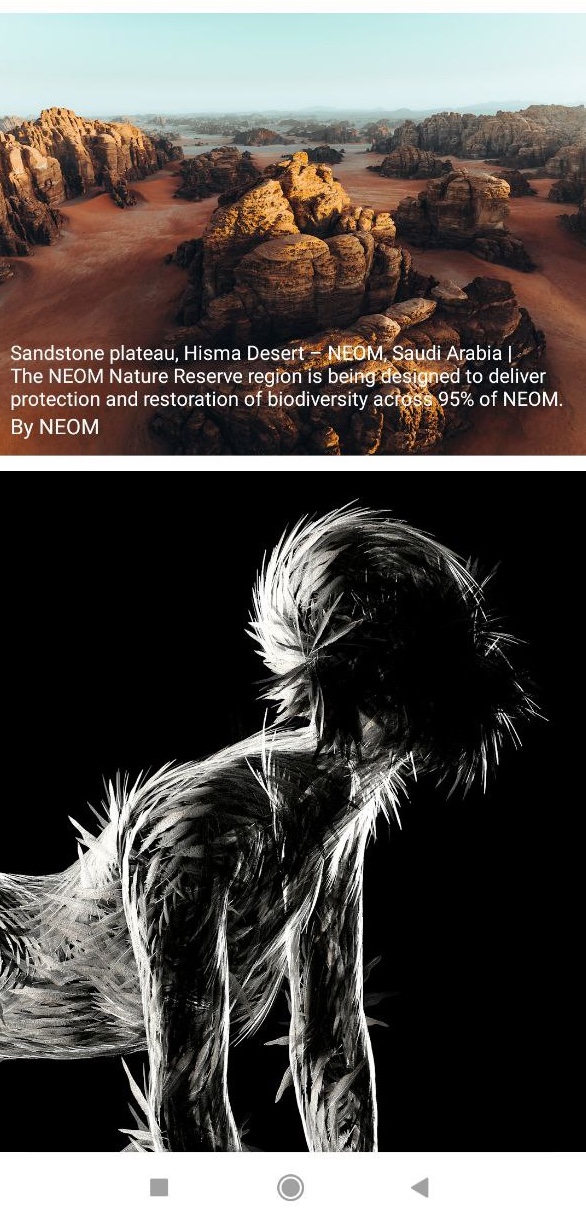 Sandstone plateau, Hisma Desert – NEOM, Saudi Arabia |
The NEOM Nature Reserve region is being designed to deliver
protection and restoration of biodiversity across 95% of NEOM.
By NEOM